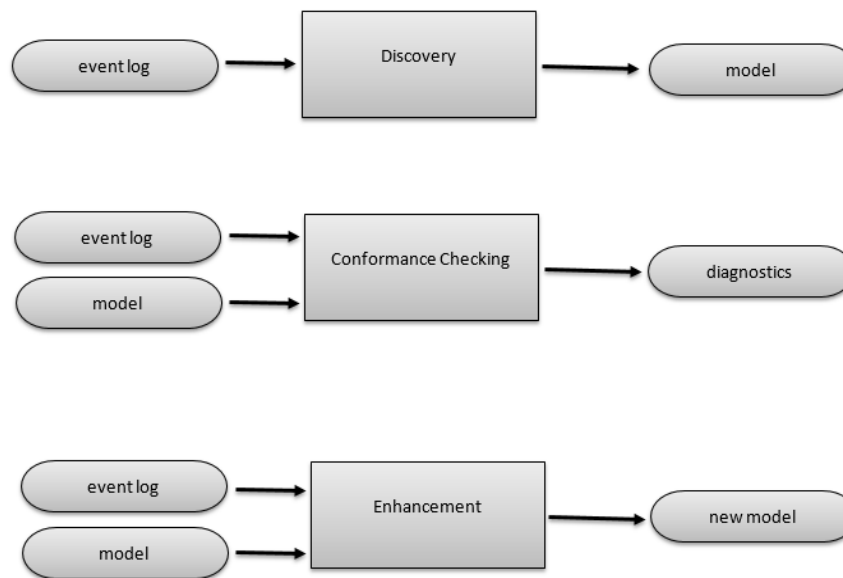 event log
Discovery
model
event log
model
Conformance Checking
diagnostics
event log
model
Enhancement
new model